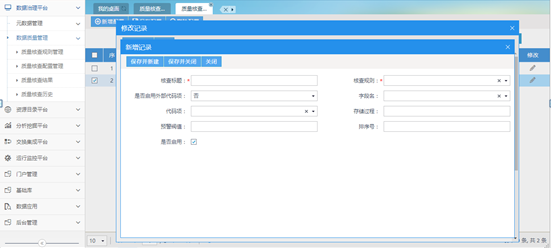 数据治理平台
元数据管理
数据质量管理
质量核查规则管理
质量核查配置管理
质量核查结果
质量核查历史
资源目录平台
分析挖掘平台
交换集成平台
运行监控平台
门户管理
基础库
数据应用
后台管理
我的桌面
质量核查...
质量核查...
修改记录
新增记录
保存并新建 保存并关闭 关闭
核查标题：*
核查规则：*
是否启用外部代码项： 否
字段名：
代码项：
存储过程：
预警阈值：
排序号：
是否启用：
序
修改
1
2
10
条, 共 2 条